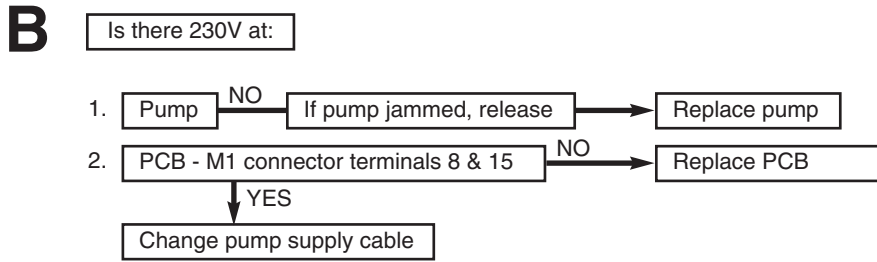 B Is there 230V at:
1. Pump NO If pump jammed, release Replace pump
2. PCB - M1 connector terminals 8 & 15 NO Replace PCB
YES
Change pump supply cable